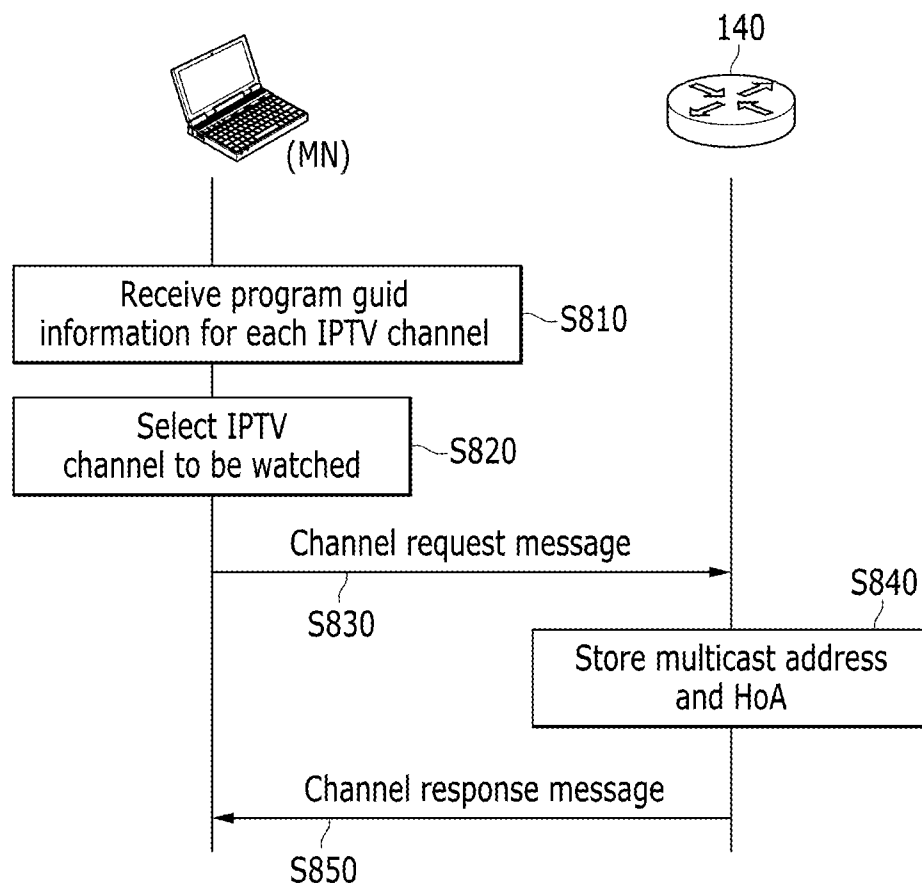 140
(MN)
Receive program guid
information for each IPTV channel
S810
Select IPTV
channel to be watched
S820
Channel request message
S830
S840
Store multicast address
and HoA
Channel response message
S850